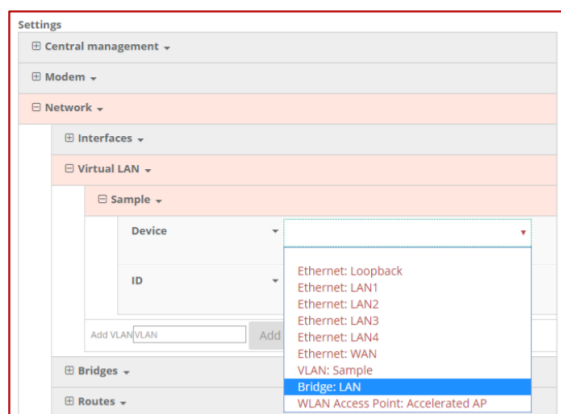 Settings
Central management
Modem
Network
Interfaces
Virtual LAN
Sample
Device
Ethernet: Loopback
Ethernet: LAN1
ID
Ethernet: LAN2
Ethernet: LAN3
Ethernet: LAN4
Add VLAN VLAN Add
Ethernet: WAN
VLAN: Sample
Bridges
Bridge: LAN
Routes
WLAN Access Point: Accelerated AP